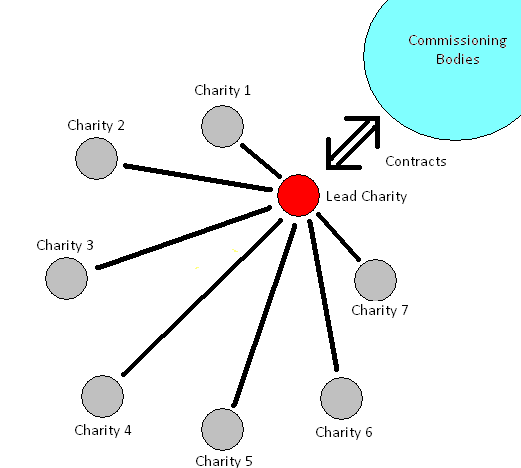 Commissioning
Bodies
Charity 1
Charity 2
Contracts
Lead Charity
Charity 3
Charity 7
Charity 4
Charity 6
Charity 5